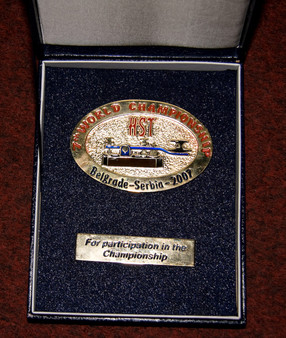 WORLD CHAMPIONSHIP
HST
Belgrade-Serbia-2007
For participation in the
Championship